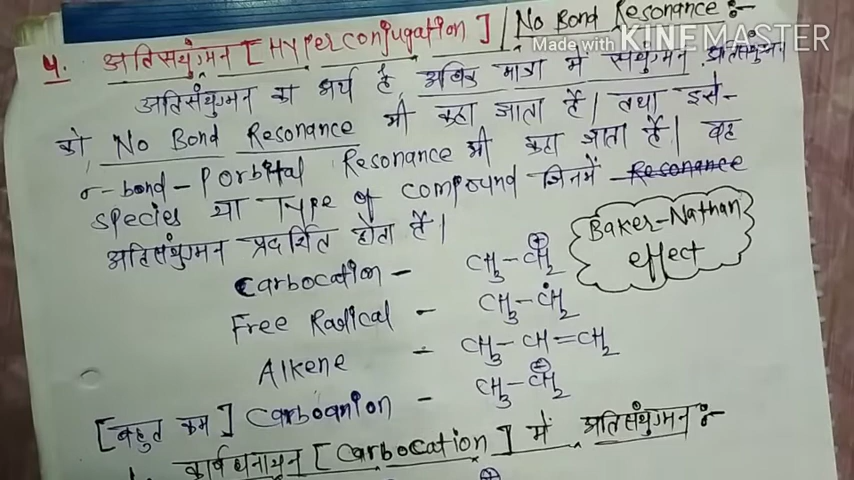 4. अतिसंयुग्मन [Hyperconjugation] / No Bond Resonance :-
Made with KINEMASTER
अतिसंयुग्मन का अर्थ है, अधिक मात्रा में संयुग्मन अतिसंयुग्मन
को No Bond Resonance भी कहा जाता है। तथा इसे-
σ-bond-Porbital Resonance भी कहा जाता है। वह
species या Type of compound जिनमें Resonance
अतिसंयुग्मन प्रदर्शित होता है।
Baker-Nathan
effect
Carbocation - CH3-CH2⊕
Free Radical - CH3-ĊH2
Alkene - CH3-CH=CH2
[बहुत कम] Carboanion - CH3-CH2⊕
कार्बधनायन [Carbocation] में अतिसंयुग्मन :-
⊕